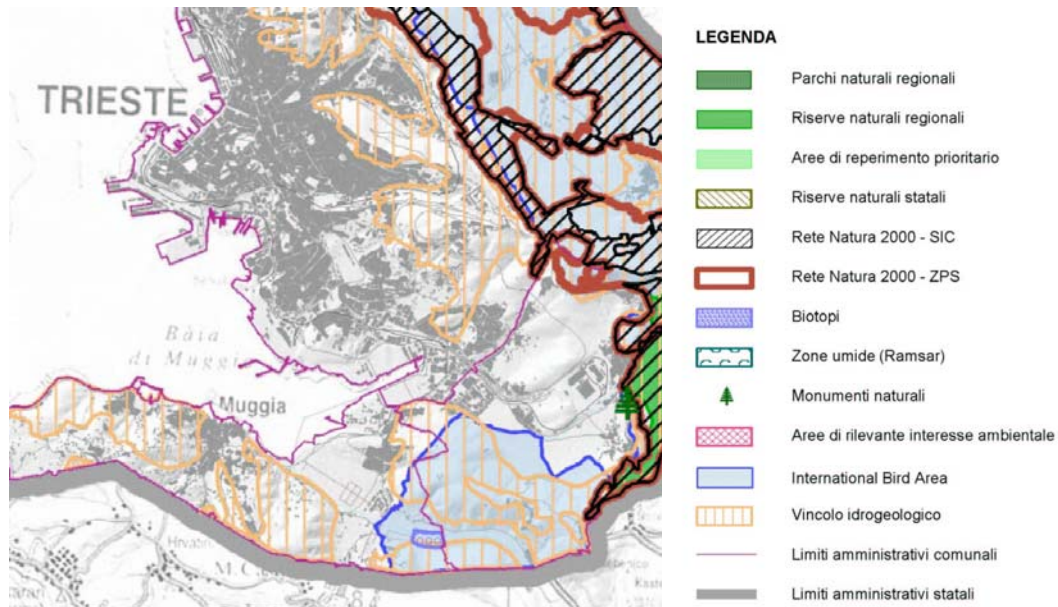 TRIESTE
Bàia
di Muggia
Muggia
LEGENDA
Parchi naturali regionali
Riserve naturali regionali
Aree di reperimento prioritario
Riserve naturali statali
Rete Natura 2000 - SIC
Rete Natura 2000 - ZPS
Biotopi
Zone umide (Ramsar)
Monumenti naturali
Aree di rilevante interesse ambientale
International Bird Area
Vincolo idrogeologico
Limiti amministrativi comunali
Limiti amministrativi statali